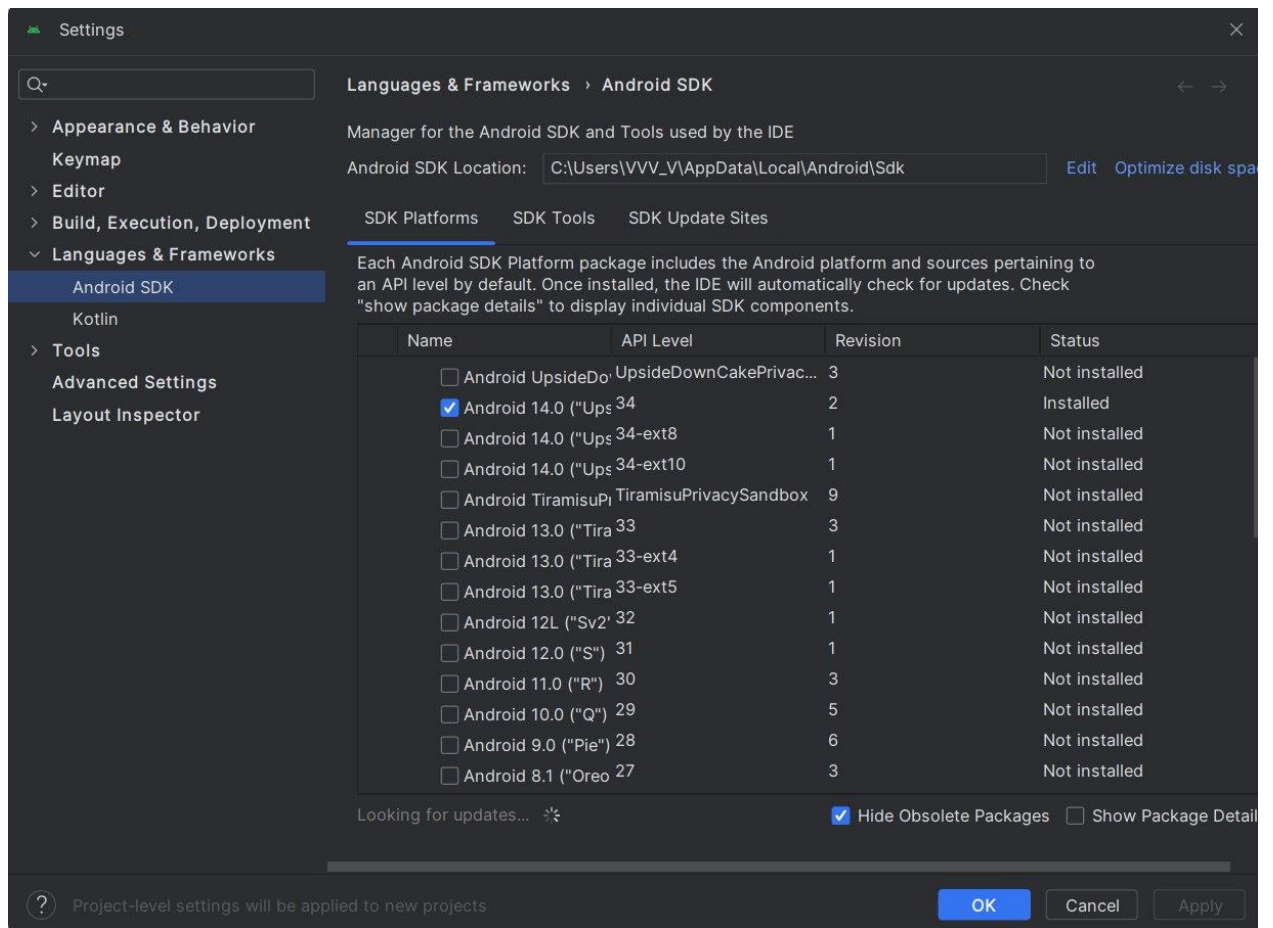 Settings
Languages & Frameworks › Android SDK
Appearance & Behavior
Keymap
Editor
Build, Execution, Deployment
Languages & Frameworks
Android SDK
Kotlin
Tools
Advanced Settings
Layout Inspector
Manager for the Android SDK and Tools used by the IDE
Android SDK Location: C:\Users\VVV_V\AppData\Local\Android\Sdk Edit Optimize disk spa
SDK Platforms SDK Tools SDK Update Sites
Each Android SDK Platform package includes the Android platform and sources pertaining to
an API level by default. Once installed, the IDE will automatically check for updates. Check
"show package details" to display individual SDK components.
Name API Level Revision Status
Android UpsideDo UpsideDownCakePrivac... 3 Not installed
Android 14.0 ("Ups 34 2 Installed
Android 14.0 ("Ups 34-ext8 1 Not installed
Android 14.0 ("Ups 34-ext10 1 Not installed
Android TiramisuPr TiramisuPrivacySandbox 9 Not installed
Android 13.0 ("Tira 33 3 Not installed
Android 13.0 ("Tira 33-ext4 1 Not installed
Android 13.0 ("Tira 33-ext5 1 Not installed
Android 12L ("Sv2" 32 1 Not installed
Android 12.0 ("S") 31 1 Not installed
Android 11.0 ("R") 30 3 Not installed
Android 10.0 ("Q") 29 5 Not installed
Android 9.0 ("Pie") 28 6 Not installed
Android 8.1 ("Oreo 27 3 Not installed
Looking for updates... Hide Obsolete Packages Show Package Detail
? Project-level settings will be applied to new projects OK Cancel Apply